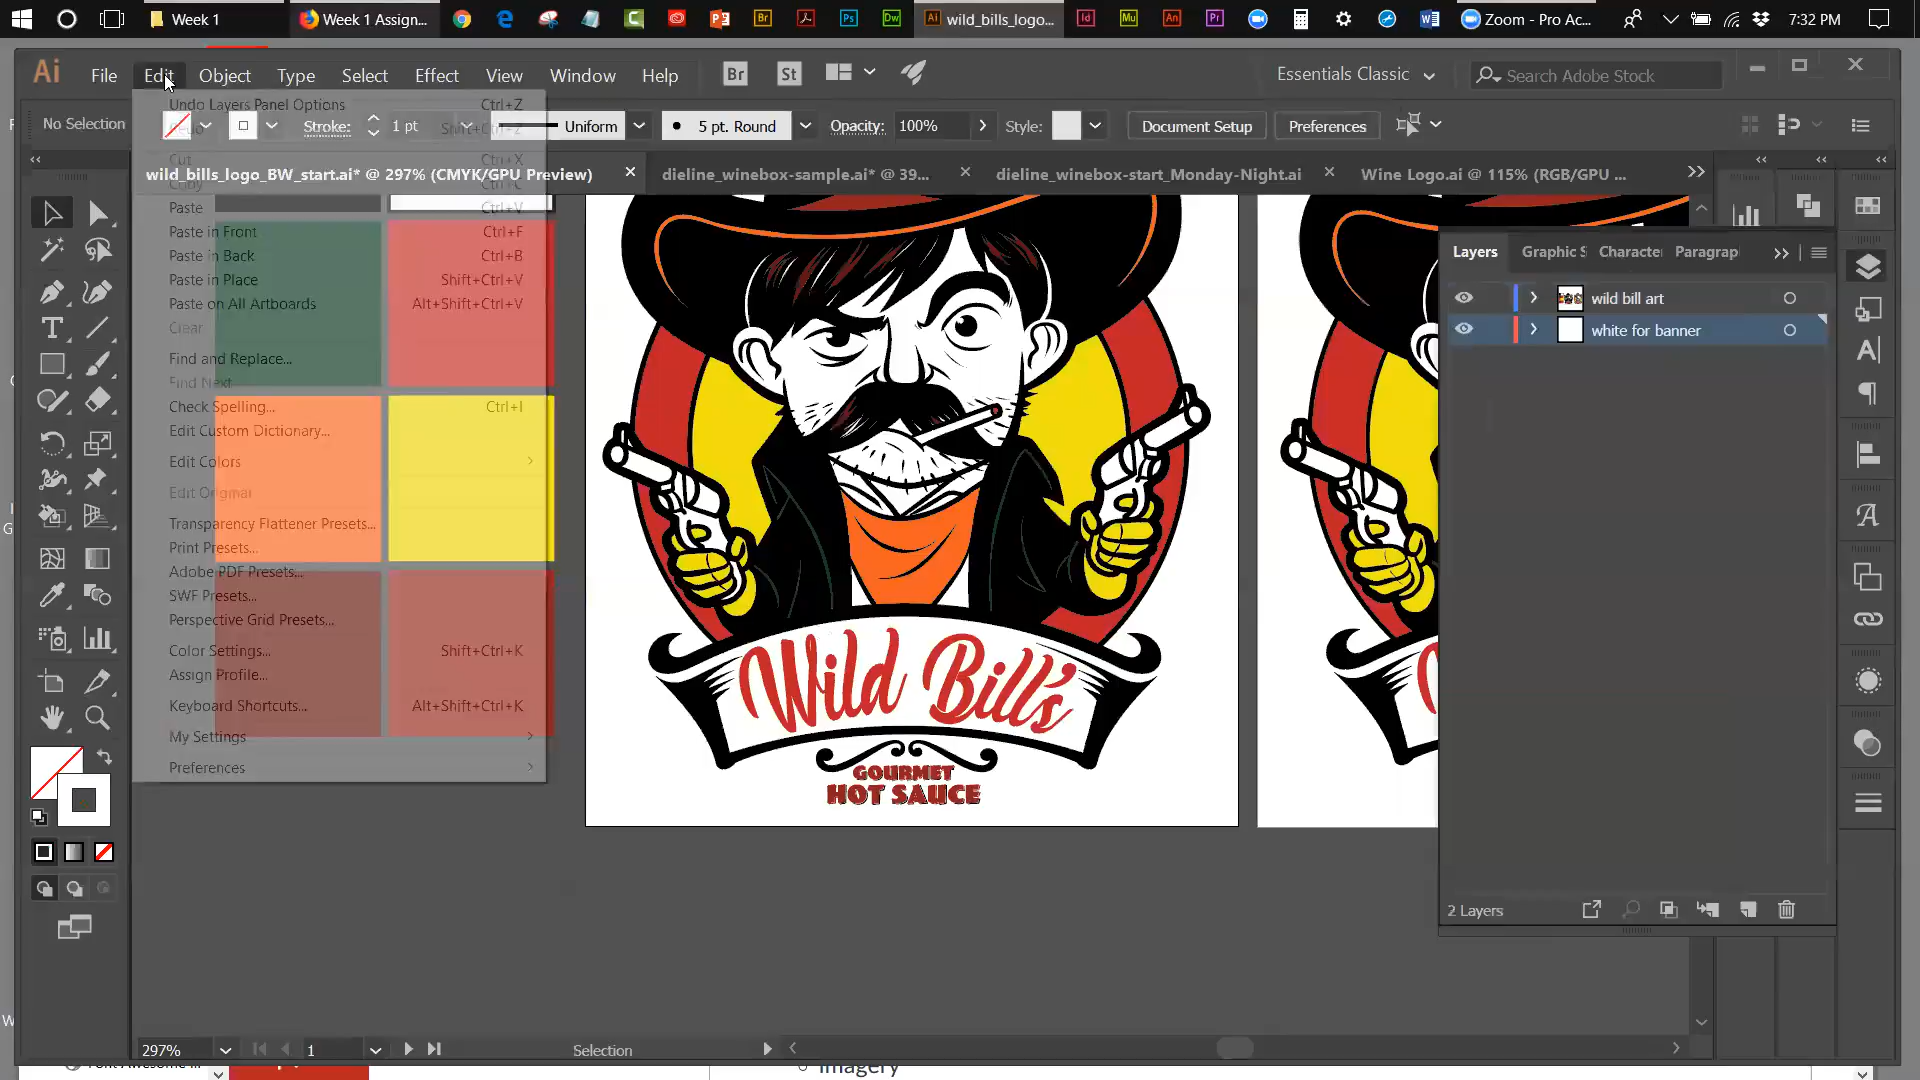 Week 1
Week 1 Assign...
wild_bills_logo...
Zoom - Pro Ac...
7:32 PM
Ai File Edit Object Type Select Effect View Window Help Br St Essentials Classic Search Adobe Stock
No Selection Stroke: 1 pt Uniform 5 pt. Round Opacity: 100% Style: Document Setup Preferences
wild_bills_logo_BW_start.ai* @ 297% (CMYK/GPU Preview)
dieline_winebox-sample.ai* @ 39...
dieline_winebox-start_Monday-Night.ai
Wine Logo.ai @ 115% (RGB/GPU ...
Undo Layers Panel Options Ctrl+Z
Cut Ctrl+X
Paste Ctrl+V
Paste in Front Ctrl+F
Paste in Back Ctrl+B
Paste in Place Shift+Ctrl+V
Paste on All Artboards Alt+Shift+Ctrl+V
Clear
Find and Replace...
Find Next
Check Spelling... Ctrl+I
Edit Custom Dictionary...
Edit Colors
Edit Original
Transparency Flattener Presets...
Print Presets...
Adobe PDF Presets...
SWF Presets...
Perspective Grid Presets...
Color Settings... Shift+Ctrl+K
Assign Profile...
Keyboard Shortcuts... Alt+Shift+Ctrl+K
My Settings
Preferences
Wild Bill's
GOURMET
HOT SAUCE
Layers Graphic S Character Paragrap
wild bill art
white for banner
2 Layers
297% 1 Selection
Imagery